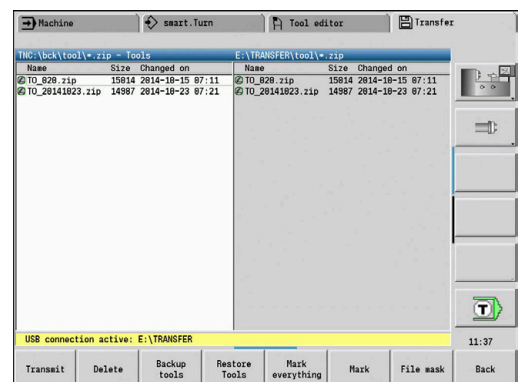 Machine
smart.Turn
Tool editor
Transfer
TNC:\bck\tool\*.zip - Tools
E:\TRANSFER\tool\*.zip
Name Size Changed on
Name Size Changed on
TO_020.zip 15014 2014-10-15 07:11
TO_020.zip 15014 2014-10-15 07:11
TO_20141023.zip 14987 2014-10-23 07:21
TO_20141023.zip 14987 2014-10-23 07:21
T
USB connection active: E:\TRANSFER
11:37
Transmit
Delete
Backup tools
Restore Tools
Mark everything
Mark
File mask
Back